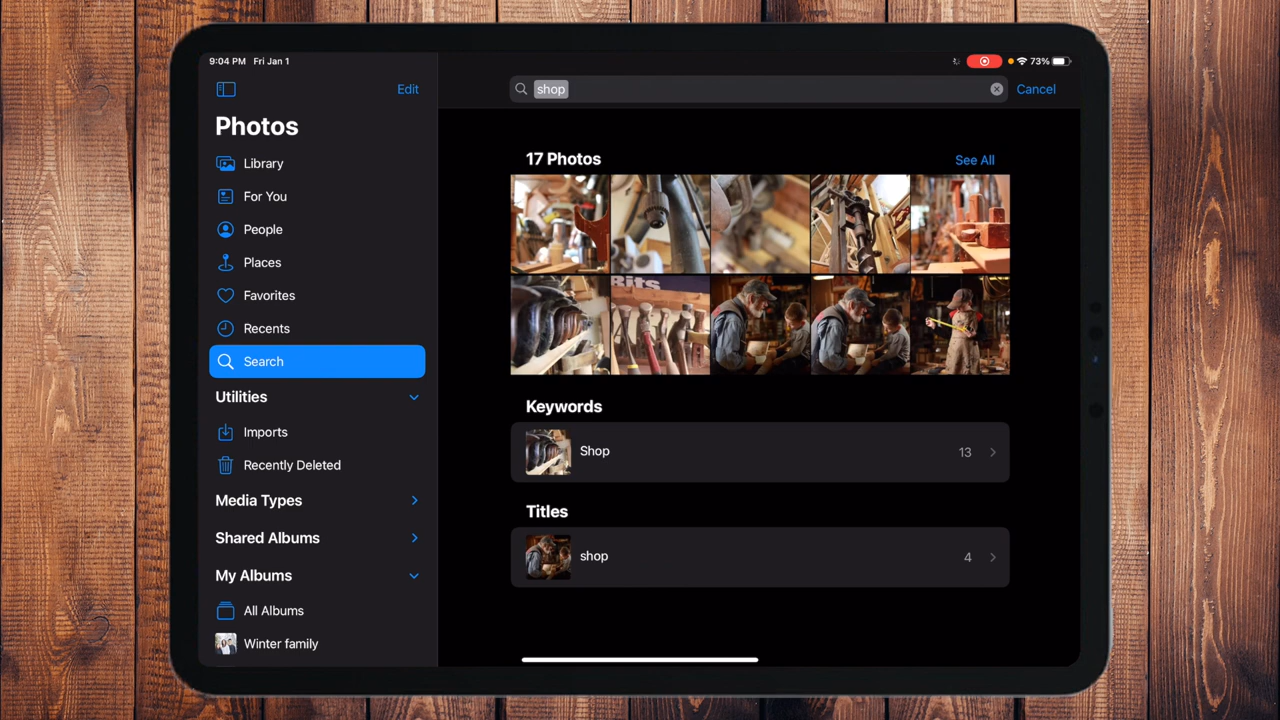 9:04 PM Fri Jan 1
73%
Edit
shop
Cancel
Photos
Library
For You
People
Places
Favorites
Recents
Search
Utilities
Imports
Recently Deleted
Media Types
Shared Albums
My Albums
All Albums
Winter family
17 Photos
See All
Bits
Keywords
Shop
13
Titles
shop
4